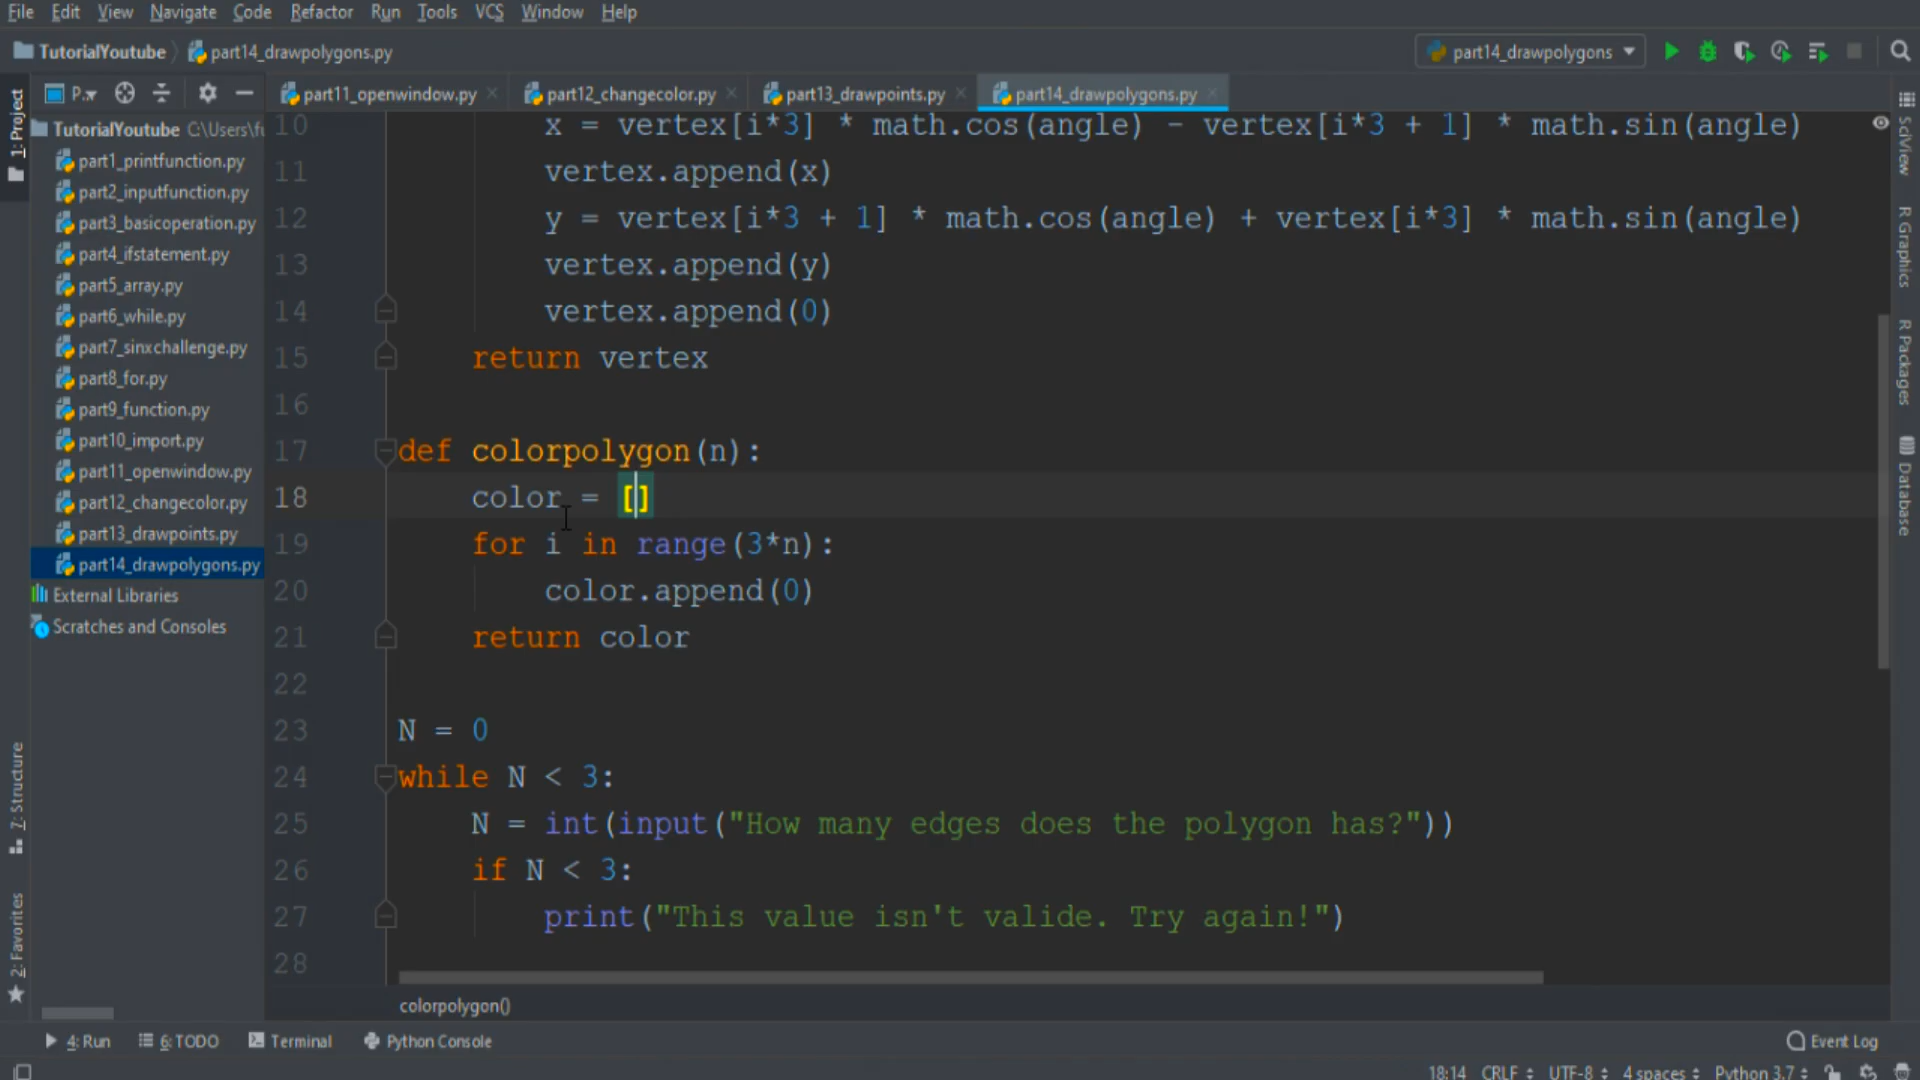 File Edit View Navigate Code Refactor Run Tools VCS Window Help
TutorialYoutube part14_drawpolygons.py part14_drawpolygons
1: Project P.. part11_openwindow.py part12_changecolor.py part13_drawpoints.py part14_drawpolygons.py
TutorialYoutube C:\Users\fu
part1_printfunction.py
part2_inputfunction.py
part3_basicoperation.py
part4_ifstatement.py
part5_array.py
part6_while.py
part7_sinxchallenge.py
part8_for.py
part9_function.py
part10_import.py
part11_openwindow.py
part12_changecolor.py
part13_drawpoints.py
part14_drawpolygons.py
External Libraries
Scratches and Consoles
7: Structure
2: Favorites
10 x = vertex[i*3] * math.cos(angle) - vertex[i*3 + 1] * math.sin(angle)
11 vertex.append(x)
12 y = vertex[i*3 + 1] * math.cos(angle) + vertex[i*3] * math.sin(angle)
13 vertex.append(y)
14 vertex.append(0)
15 return vertex
16
17 def colorpolygon(n):
18 color = []
19 for i in range(3*n):
20 color.append(0)
21 return color
22
23 N = 0
24 while N < 3:
25 N = int(input("How many edges does the polygon has?"))
26 if N < 3:
27 print("This value isn't valide. Try again!")
28
colorpolygon()
SciView
R Graphics
R Packages
Database
4: Run 6: TODO Terminal Python Console Event Log
18:14 CRLF UTF-8 4 spaces Python 3.7